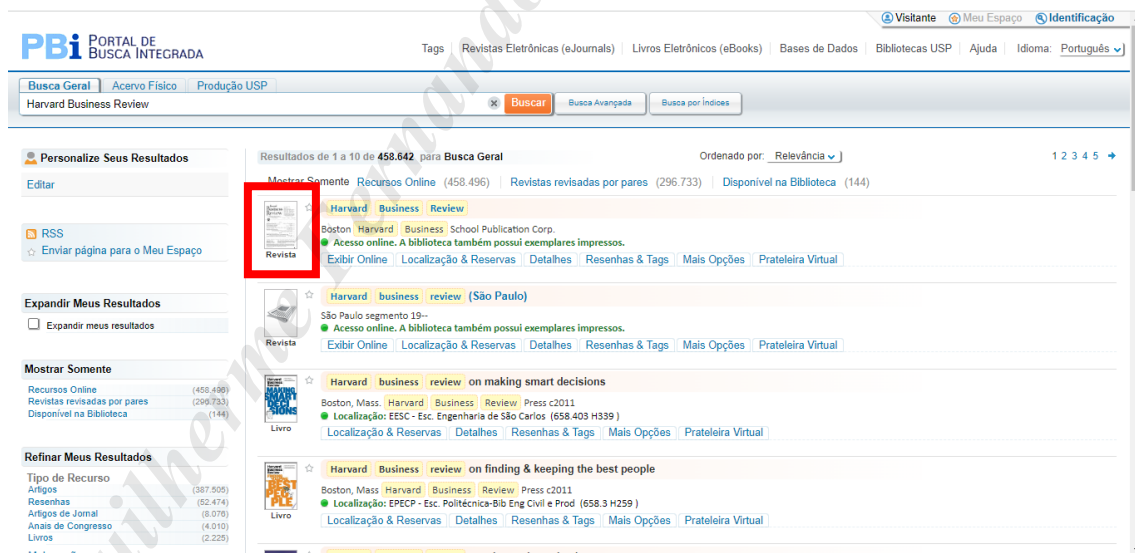 Visitante Meu Espaço Identificação
PBi PORTAL DE BUSCA INTEGRADA
Tags Revistas Eletrônicas (eJournals) Livros Eletrônicos (eBooks) Bases de Dados Bibliotecas USP Ajuda Idioma: Português
Busca Geral Acervo Físico Produção USP
Harvard Business Review Buscar Busca Avançada Busca por Índices
Personalize Seus Resultados
Editar
RSS
Enviar página para o Meu Espaço
Expandir Meus Resultados
Expandir meus resultados
Mostrar Somente
Recursos Online (458.496)
Revistas revisadas por pares (296.733)
Disponível na Biblioteca (144)
Refinar Meus Resultados
Tipo de Recurso
Artigos (387.505)
Resenhas (52.474)
Artigos de Jornal (8.076)
Anais de Congresso (4.010)
Livros (2.225)
Resultados de 1 a 10 de 458.642 para Busca Geral Ordenado por: Relevância 1 2 3 4 5
Mostrar Somente Recursos Online (458.496) Revistas revisadas por pares (296.733) Disponível na Biblioteca (144)
Harvard Business Review
Boston Harvard Business School Publication Corp.
Acesso online. A biblioteca também possui exemplares impressos.
Revista
Exibir Online Localização & Reservas Detalhes Resenhas & Tags Mais Opções Prateleira Virtual
Harvard business review (São Paulo)
São Paulo segmento 19--
Acesso online. A biblioteca também possui exemplares impressos.
Revista
Exibir Online Localização & Reservas Detalhes Resenhas & Tags Mais Opções Prateleira Virtual
Harvard business review on making smart decisions
MAKING
SMART
DECI
SIONS
Boston, Mass. Harvard Business Review Press c2011
Localização: EESC - Esc. Engenharia de São Carlos (658.403 H339 )
Livro
Localização & Reservas Detalhes Resenhas & Tags Mais Opções Prateleira Virtual
Harvard business review on finding & keeping the best people
BEST
PEO
PLE
Boston, Mass Harvard Business Review Press c2011
Localização: EPECP - Esc. Politécnica-Bib Eng Civil e Prod (658.3 H259 )
Livro
Localização & Reservas Detalhes Resenhas & Tags Mais Opções Prateleira Virtual
Guilherme Fernando